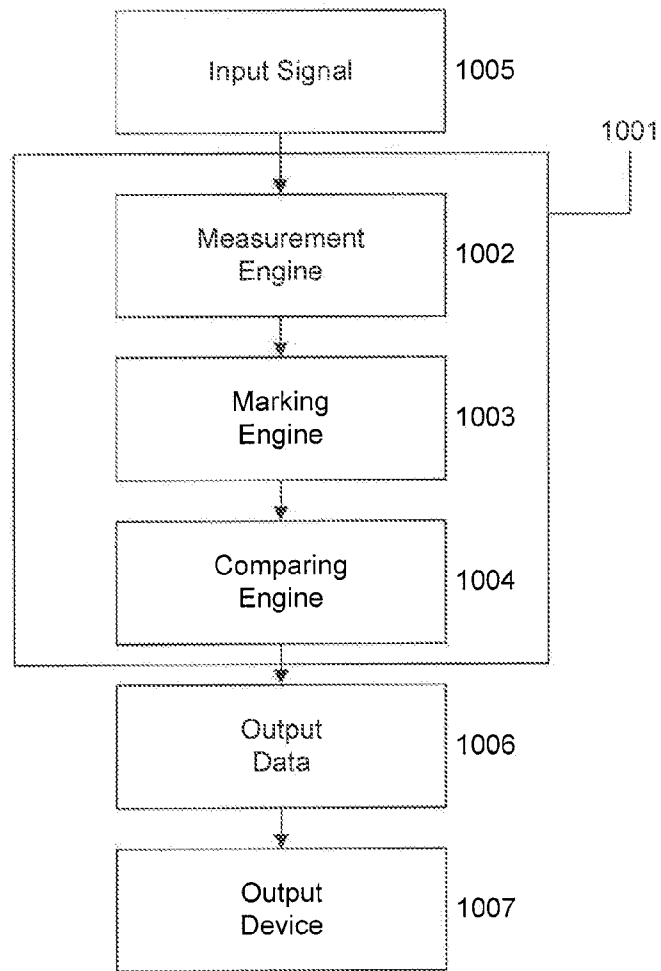 Input Signal
1005
1001
Measurement
Engine
1002
Marking
Engine
1003
Comparing
Engine
1004
Output
Data
1006
Output
Device
1007